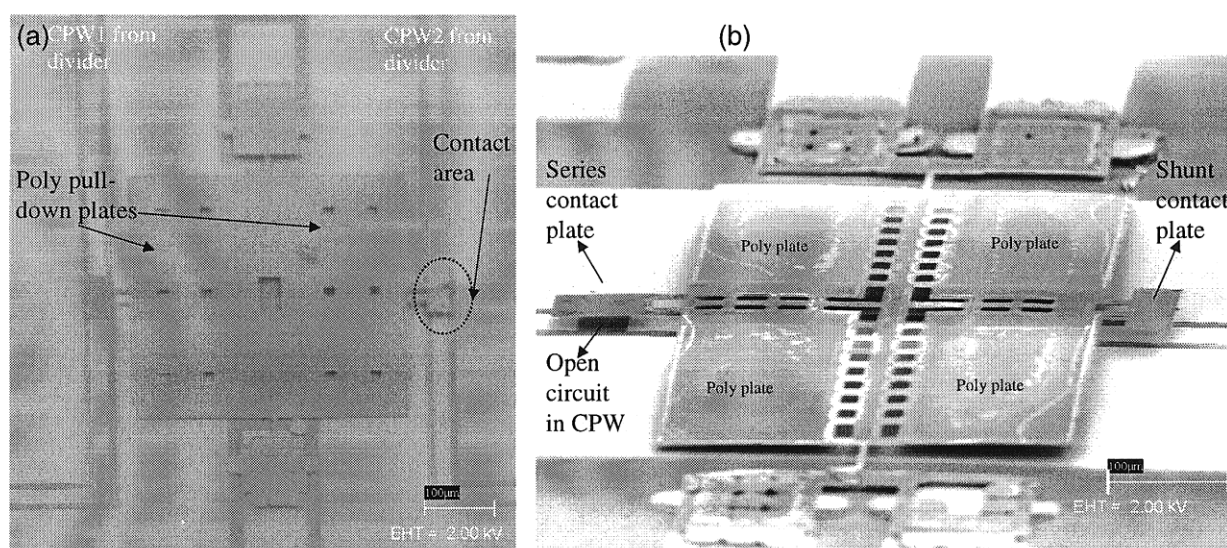 (a)
CPW1 from
divider
CPW2 from
divider
Contact
area
Poly pull-
down plates
100µm
EHT = 2.00 kV
(b)
Series
contact
plate
Shunt
contact
plate
Poly plate
Poly plate
Open
circuit
in CPW
Poly plate
Poly plate
100µm
EHT = 2.00 kV